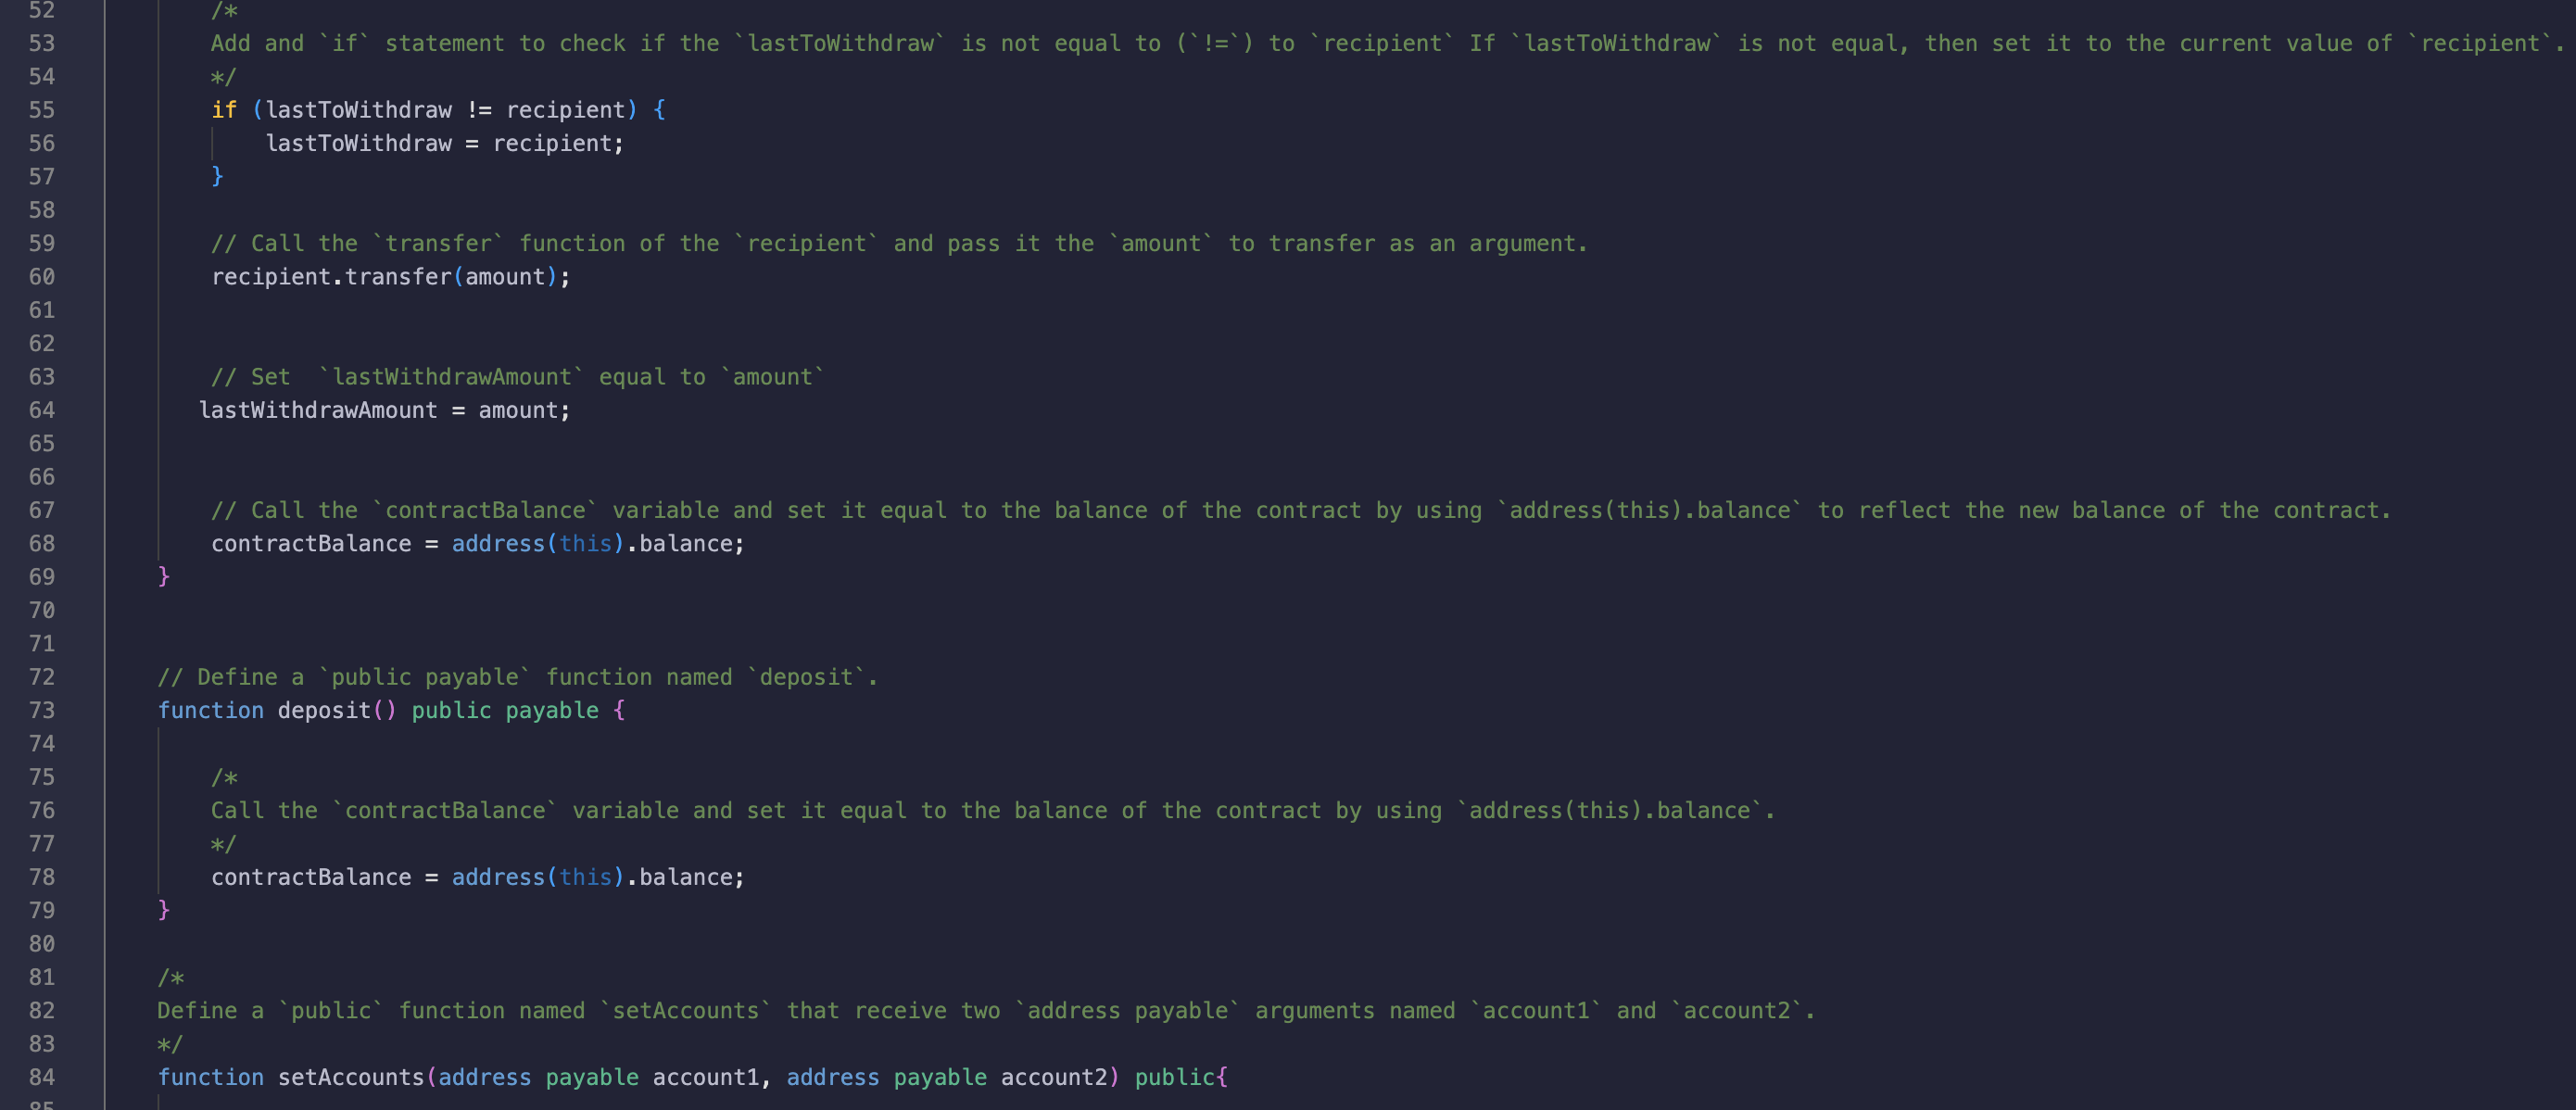 52 /*
53 Add and `if` statement to check if the `lastToWithdraw` is not equal to (`!=`) to `recipient` If `lastToWithdraw` is not equal, then set it to the current value of `recipient`.
54 */
55 if (lastToWithdraw != recipient) {
56 lastToWithdraw = recipient;
57 }
58
59 // Call the `transfer` function of the `recipient` and pass it the `amount` to transfer as an argument.
60 recipient.transfer(amount);
61
62
63 // Set  `lastWithdrawAmount` equal to `amount`
64 lastWithdrawAmount = amount;
65
66
67 // Call the `contractBalance` variable and set it equal to the balance of the contract by using `address(this).balance` to reflect the new balance of the contract.
68 contractBalance = address(this).balance;
69 }
70
71
72 // Define a `public payable` function named `deposit`.
73 function deposit() public payable {
74
75 /*
76 Call the `contractBalance` variable and set it equal to the balance of the contract by using `address(this).balance`.
77 */
78 contractBalance = address(this).balance;
79 }
80
81 /*
82 Define a `public` function named `setAccounts` that receive two `address payable` arguments named `account1` and `account2`.
83 */
84 function setAccounts(address payable account1, address payable account2) public{
85